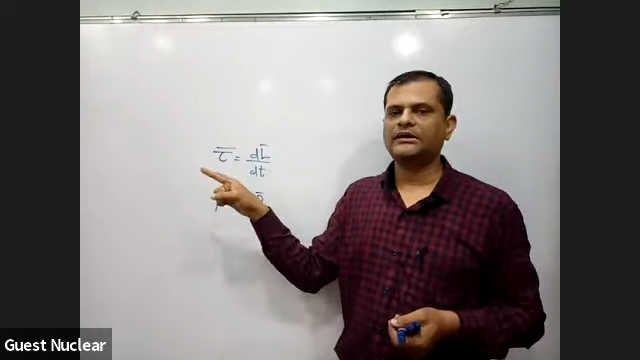 τ̄ = dL̄/dt
Guest Nuclear